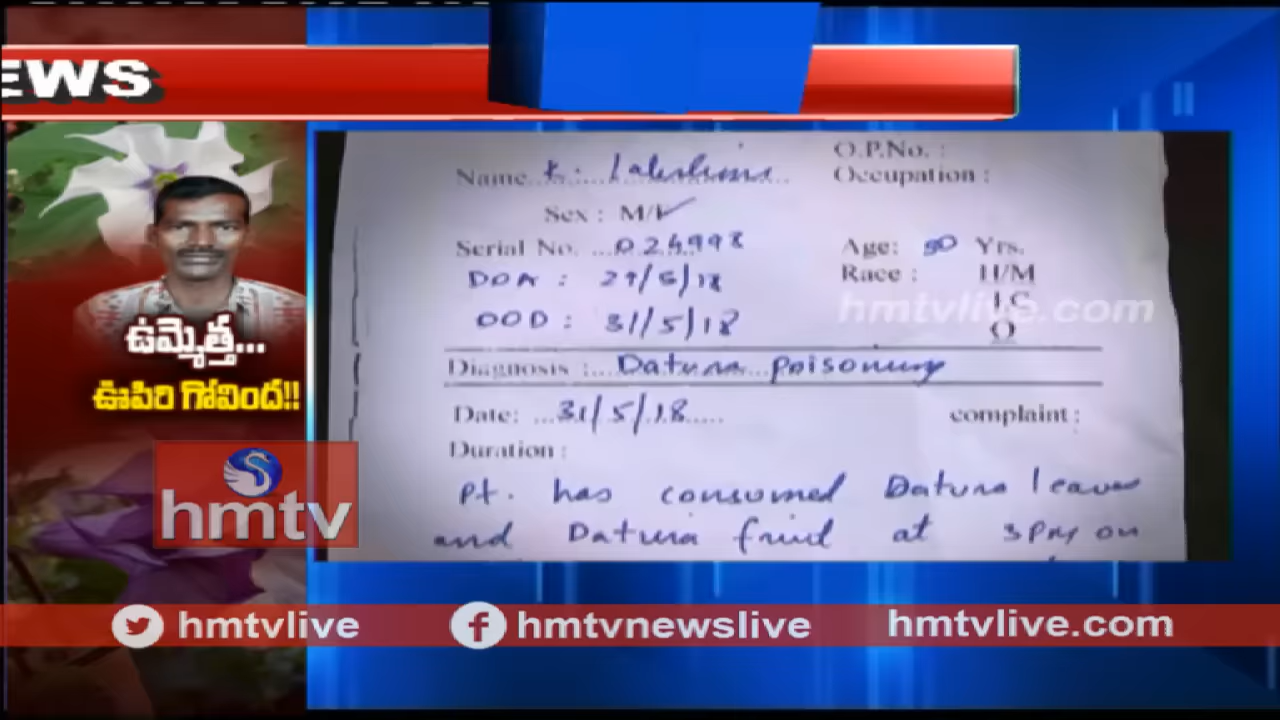 EWS
Name K. Lakshmi
O.P.No. :
Occupation :
Sex : M/F
Serial No. 024998
Age: 50 Yrs.
DOA : 29/5/18
Race : H/M
I C
O
DOD : 31/5/18
Diagnosis : Datura poisoning
Date: 31/5/18 complaint :
Duration :
Pt. has consumed Datura leaves
and Datura fruit at 3PM on
hmtvlive.com
ఉమ్మెత్త...
ఊపిరి గోవింద!!
hmtv
hmtvlive
hmtvnewslive
hmtvlive.com